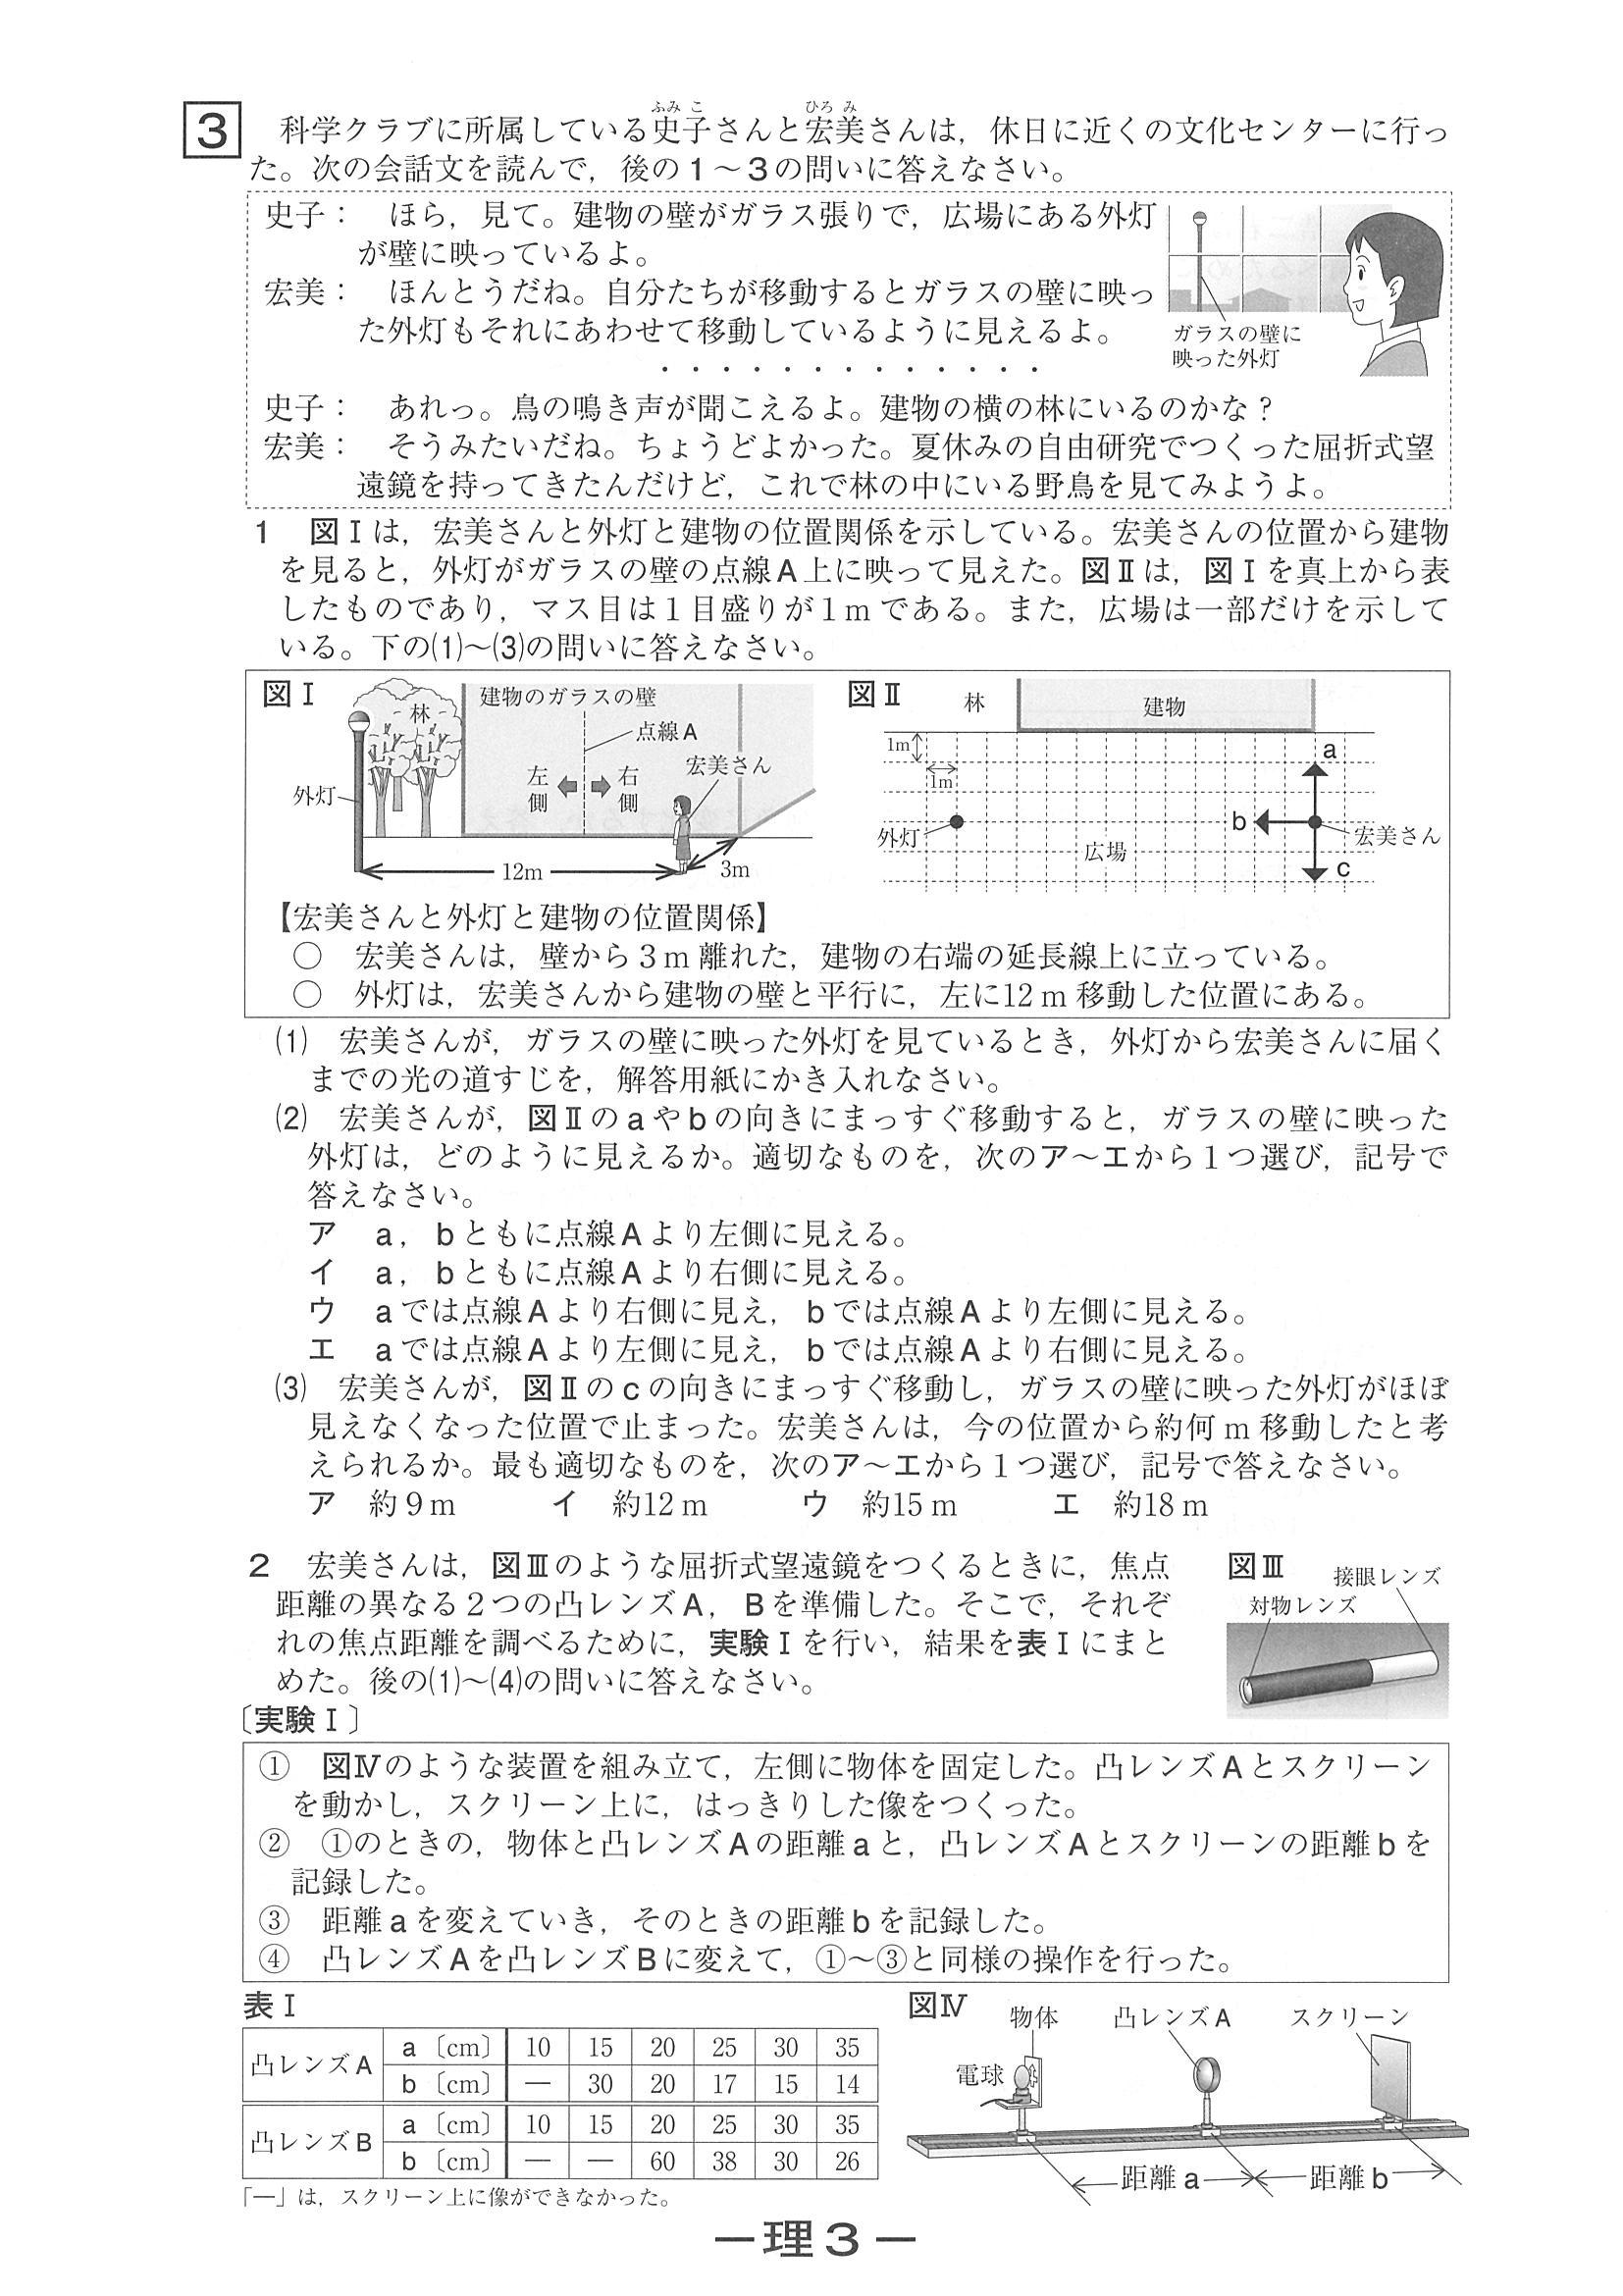 3　科学クラブに所属している史子さんと宏美さんは，休日に近くの文化センターに行っ
ふみ こ
ひろ み
た。次の会話文を読んで，後の１～３の問いに答えなさい。
史子：　ほら，見て。建物の壁がガラス張りで，広場にある外灯
が壁に映っているよ。
宏美：　ほんとうだね。自分たちが移動するとガラスの壁に映っ
た外灯もそれにあわせて移動しているように見えるよ。
ガラスの壁に
映った外灯
・・・・・・・・・・・・・
史子：　あれっ。鳥の鳴き声が聞こえるよ。建物の横の林にいるのかな？
宏美：　そうみたいだね。ちょうどよかった。夏休みの自由研究でつくった屈折式望
遠鏡を持ってきたんだけど，これで林の中にいる野鳥を見てみようよ。
１　図Ⅰは，宏美さんと外灯と建物の位置関係を示している。宏美さんの位置から建物
を見ると，外灯がガラスの壁の点線Ａ上に映って見えた。図Ⅱは，図Ⅰを真上から表
したものであり，マス目は１目盛りが１mである。また，広場は一部だけを示して
いる。下の⑴～⑶の問いに答えなさい。
図Ⅰ
林
建物のガラスの壁
点線Ａ
左側
右側
宏美さん
外灯
12m
3m
図Ⅱ
林
建物
1m
1m
a
b
c
外灯
広場
宏美さん
【宏美さんと外灯と建物の位置関係】
○　宏美さんは，壁から３m離れた，建物の右端の延長線上に立っている。
○　外灯は，宏美さんから建物の壁と平行に，左に12m移動した位置にある。
⑴　宏美さんが，ガラスの壁に映った外灯を見ているとき，外灯から宏美さんに届く
までの光の道すじを，解答用紙にかき入れなさい。
⑵　宏美さんが，図Ⅱのaやbの向きにまっすぐ移動すると，ガラスの壁に映った
外灯は，どのように見えるか。適切なものを，次のア～エから１つ選び，記号で
答えなさい。
ア　a，bともに点線Ａより左側に見える。
イ　a，bともに点線Ａより右側に見える。
ウ　aでは点線Ａより右側に見え，bでは点線Ａより左側に見える。
エ　aでは点線Ａより左側に見え，bでは点線Ａより右側に見える。
⑶　宏美さんが，図Ⅱのcの向きにまっすぐ移動し，ガラスの壁に映った外灯がほぼ
見えなくなった位置で止まった。宏美さんは，今の位置から約何m移動したと考
えられるか。最も適切なものを，次のア～エから１つ選び，記号で答えなさい。
ア　約９m　　イ　約12m　　ウ　約15m　　エ　約18m
２　宏美さんは，図Ⅲのような屈折式望遠鏡をつくるときに，焦点
距離の異なる２つの凸レンズＡ，Ｂを準備した。そこで，それぞ
れの焦点距離を調べるために，実験Ⅰを行い，結果を表Ⅰにまと
めた。後の⑴～⑷の問いに答えなさい。
図Ⅲ
接眼レンズ
対物レンズ
〔実験Ⅰ〕
①　図Ⅳのような装置を組み立て，左側に物体を固定した。凸レンズＡとスクリーン
を動かし，スクリーン上に，はっきりした像をつくった。
②　①のときの，物体と凸レンズＡの距離aと，凸レンズＡとスクリーンの距離bを
記録した。
③　距離aを変えていき，そのときの距離bを記録した。
④　凸レンズＡを凸レンズＢに変えて，①～③と同様の操作を行った。
表Ⅰ
凸レンズＡ　a〔cm〕　10　15　20　25　30　35
b〔cm〕　―　30　20　17　15　14
凸レンズＢ　a〔cm〕　10　15　20　25　30　35
b〔cm〕　―　―　60　38　30　26
「―」は，スクリーン上に像ができなかった。
図Ⅳ
物体
凸レンズＡ
スクリーン
電球
距離a
距離b
―理３―